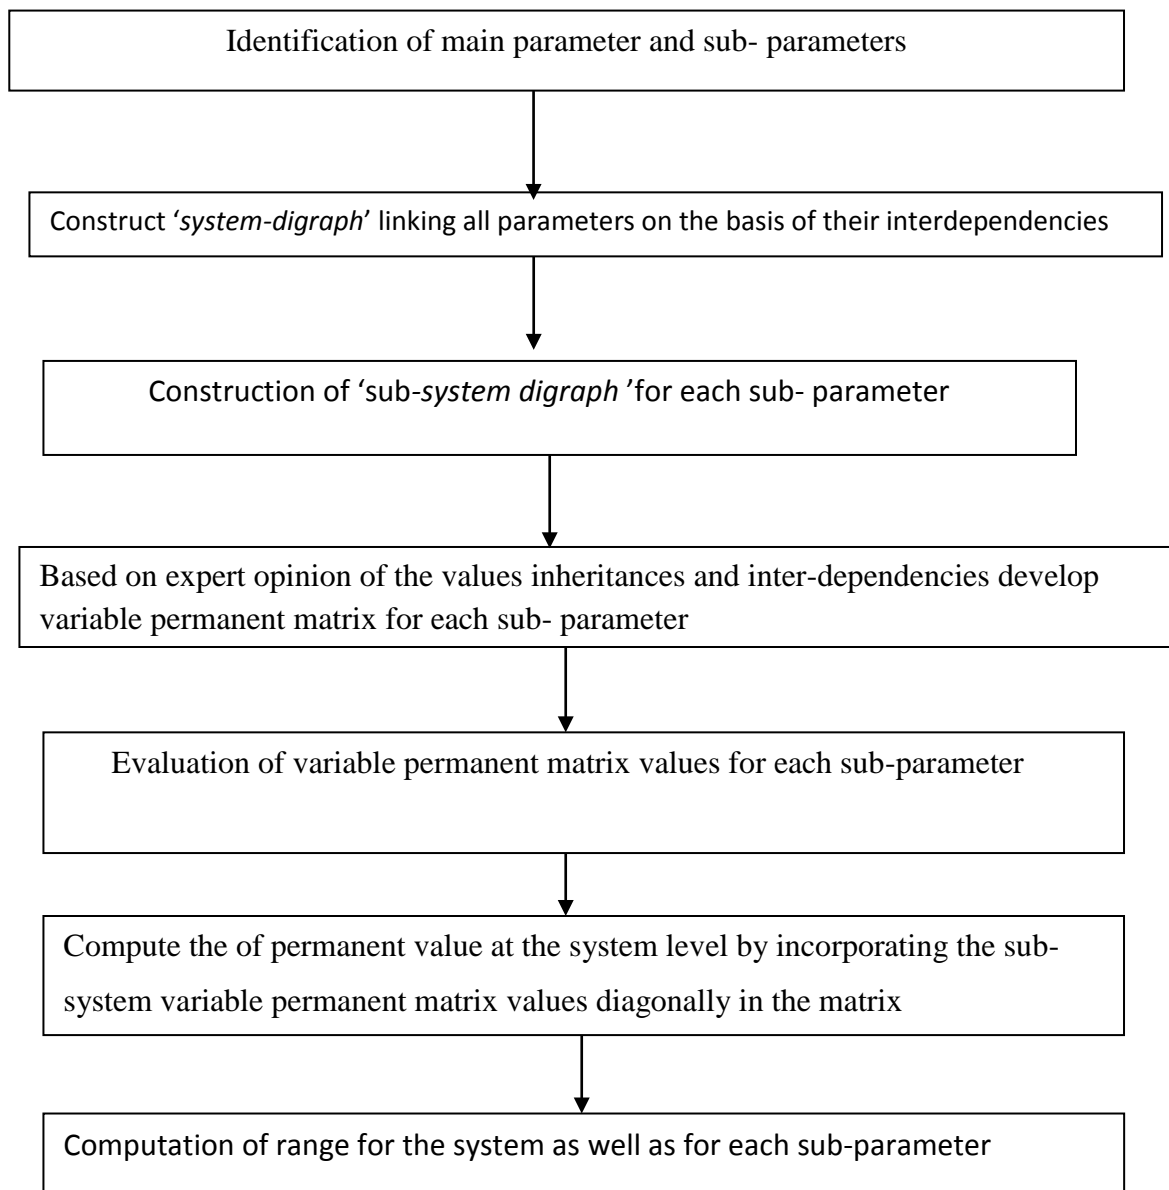 Identification of main parameter and sub- parameters
Construct ‘system-digraph’ linking all parameters on the basis of their interdependencies
Construction of ‘sub-system digraph ’for each sub- parameter
Based on expert opinion of the values inheritances and inter-dependencies develop
variable permanent matrix for each sub- parameter
Evaluation of variable permanent matrix values for each sub-parameter
Compute the of permanent value at the system level by incorporating the sub-
system variable permanent matrix values diagonally in the matrix
Computation of range for the system as well as for each sub-parameter